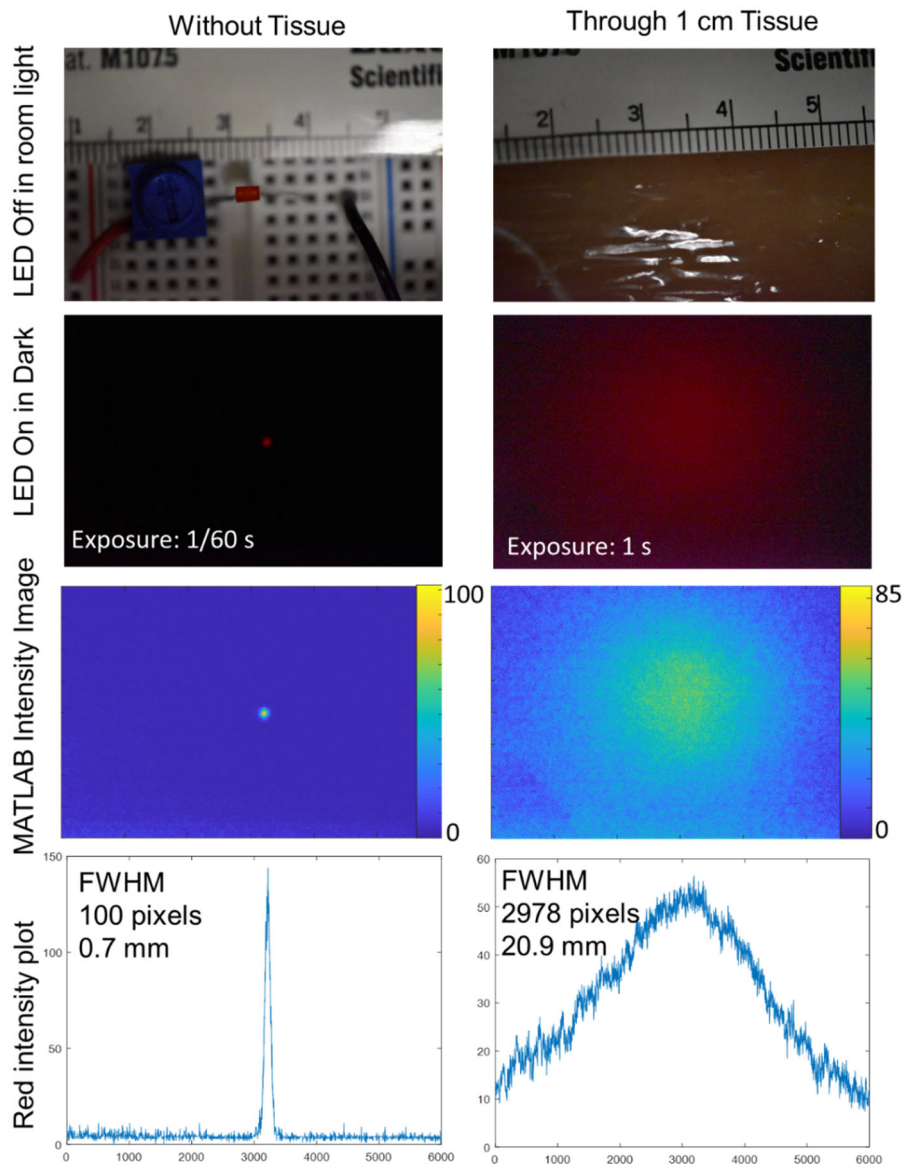 Without Tissue
Through 1 cm Tissue
LED Off in room light
at. M1075
Scientifi
1 2 3 4 5
Scientifi
2 3 4 5
LED On in Dark
Exposure: 1/60 s
Exposure: 1 s
MATLAB Intensity Image
100
0
85
0
Red intensity plot
FWHM
100 pixels
0.7 mm
150
100
50
0
0 1000 2000 3000 4000 5000 6000
FWHM
2978 pixels
20.9 mm
60
50
40
30
20
10
0
0 1000 2000 3000 4000 5000 6000